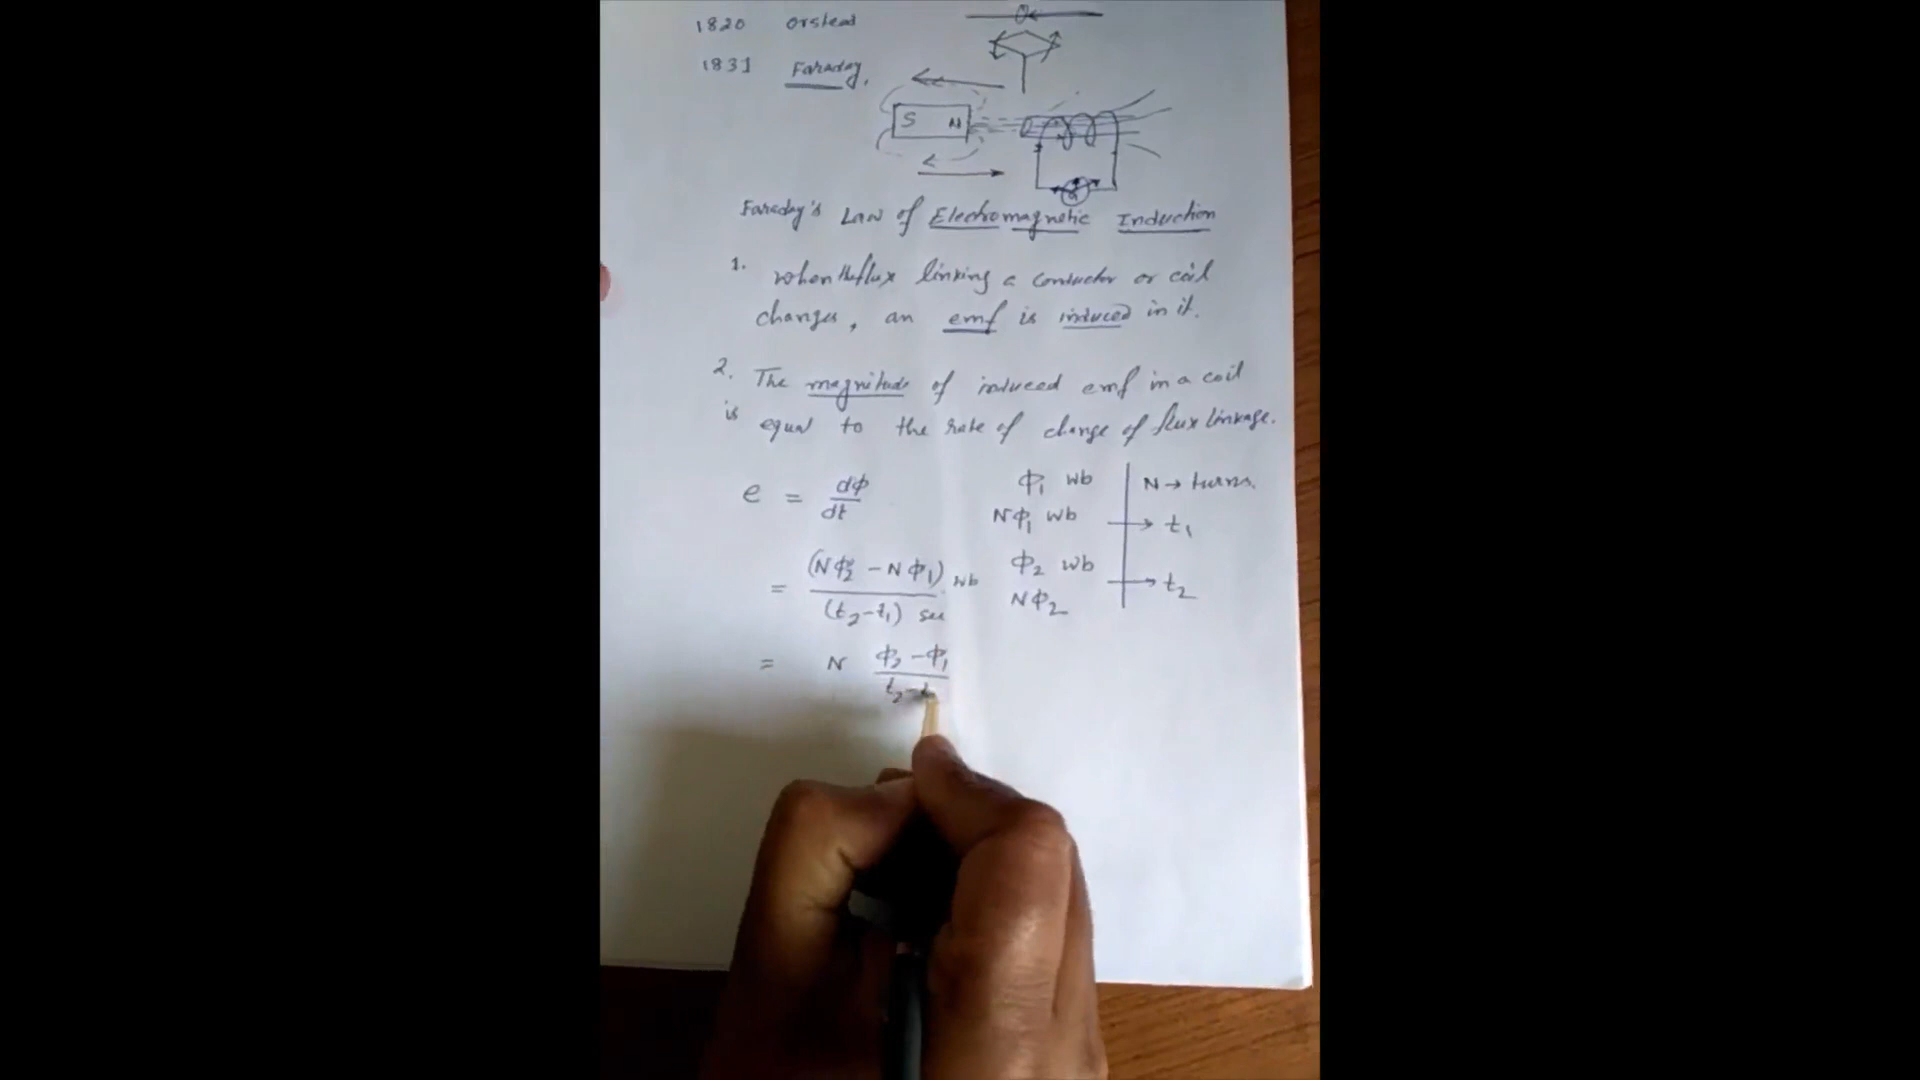 1820 Orstead
1831 Faraday.
S N
G
Faraday's Law of Electromagnetic Induction
1. when the flux linking a conductor or coil
changes, an emf is induced in it.
2. The magnitude of induced emf in a coil
is equal to the rate of change of flux linkage.
e = dϕ/dt
ϕ₁ wb N → turns.
Nϕ₁ wb → t₁
= (Nϕ₂ - Nϕ₁) wb / (t₂-t₁) sec
ϕ₂ wb → t₂
Nϕ₂
= N ϕ₂ - ϕ₁ / t₂ - t